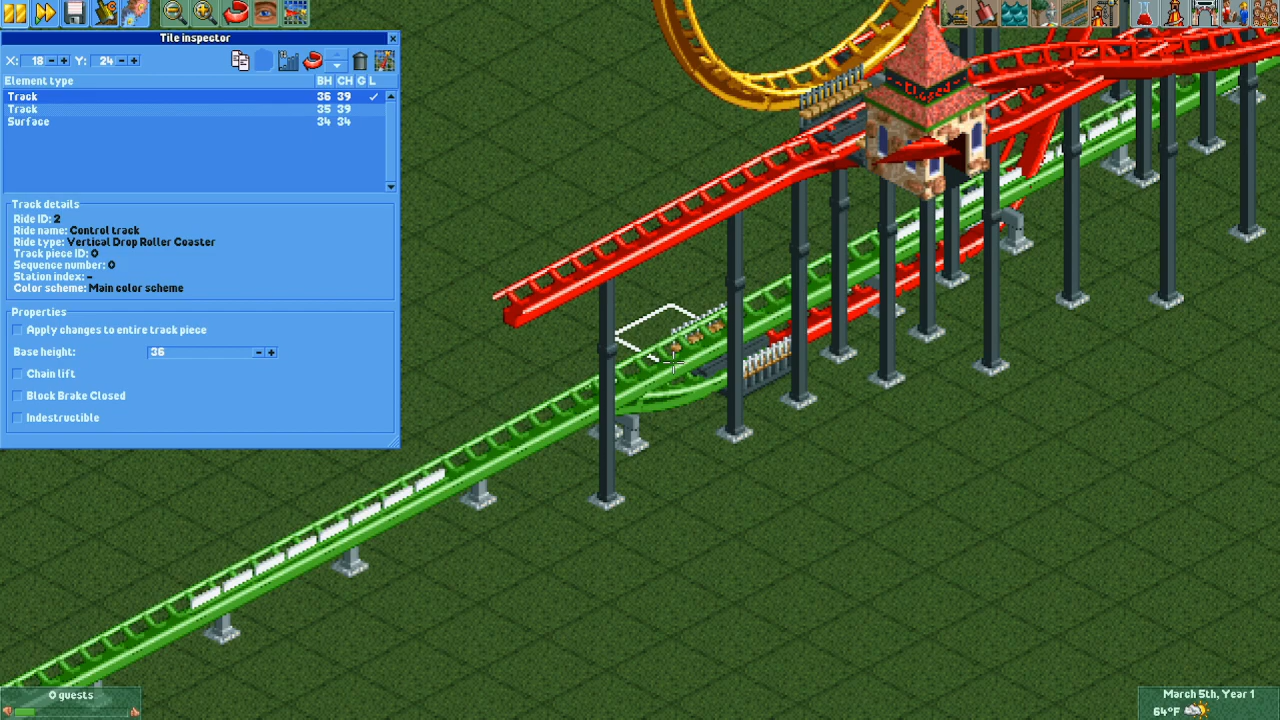 Tile inspector
X: 18 - + Y: 24 - +
Element type BH CH G L
Track 36 39 ✓
Track 35 39
Surface 34 34
Track details
Ride ID: 2
Ride name: Control track
Ride type: Vertical Drop Roller Coaster
Track piece ID: 0
Sequence number: 0
Station index: -
Color scheme: Main color scheme
Properties
Apply changes to entire track piece
Base height: 36 - +
Chain lift
Block Brake Closed
Indestructible
Closed
0 guests
March 5th, Year 1
64°F